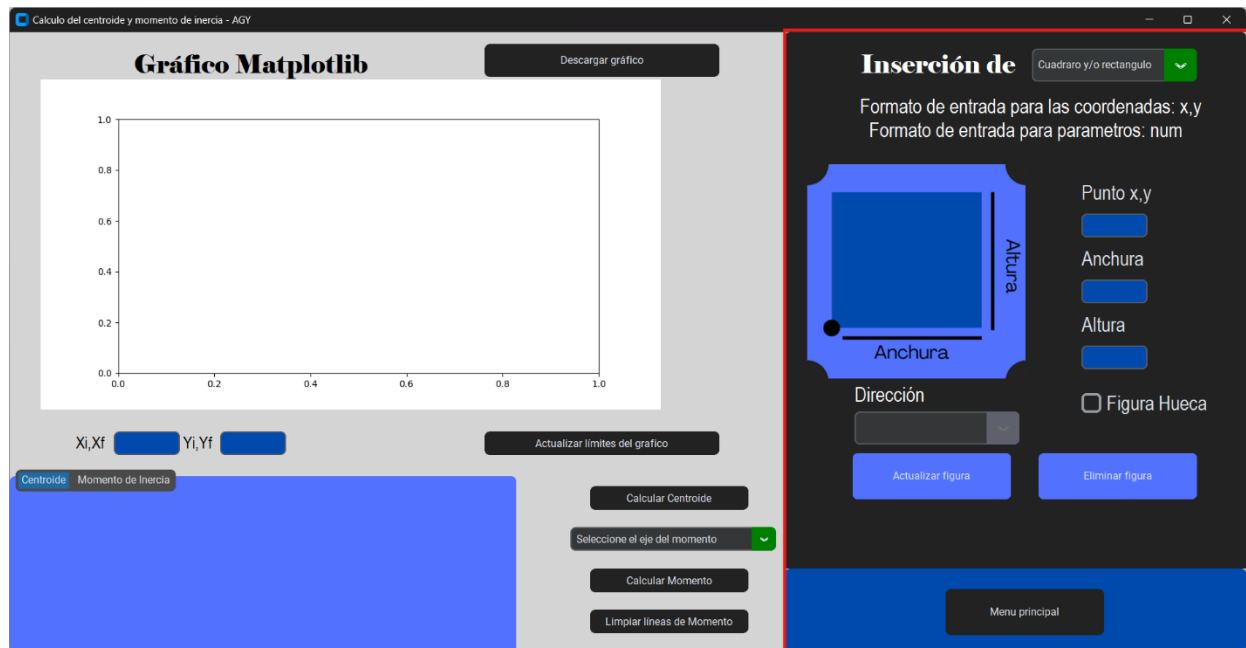 Calculo del centroide y momento de inercia - AGY
Gráfico Matplotlib
Descargar gráfico
1.0
0.8
0.6
0.4
0.2
0.0
0.0 0.2 0.4 0.6 0.8 1.0
Xi,Xf Yi,Yf
Actualizar límites del grafico
Centroide Momento de Inercia
Calcular Centroide
Seleccione el eje del momento
Calcular Momento
Limpiar líneas de Momento
Inserción de Cuadraro y/o rectangulo
Formato de entrada para las coordenadas: x,y
Formato de entrada para parametros: num
Altura
Anchura
Punto x,y
Anchura
Altura
Dirección
Figura Hueca
Actualizar figura
Eliminar figura
Menu principal